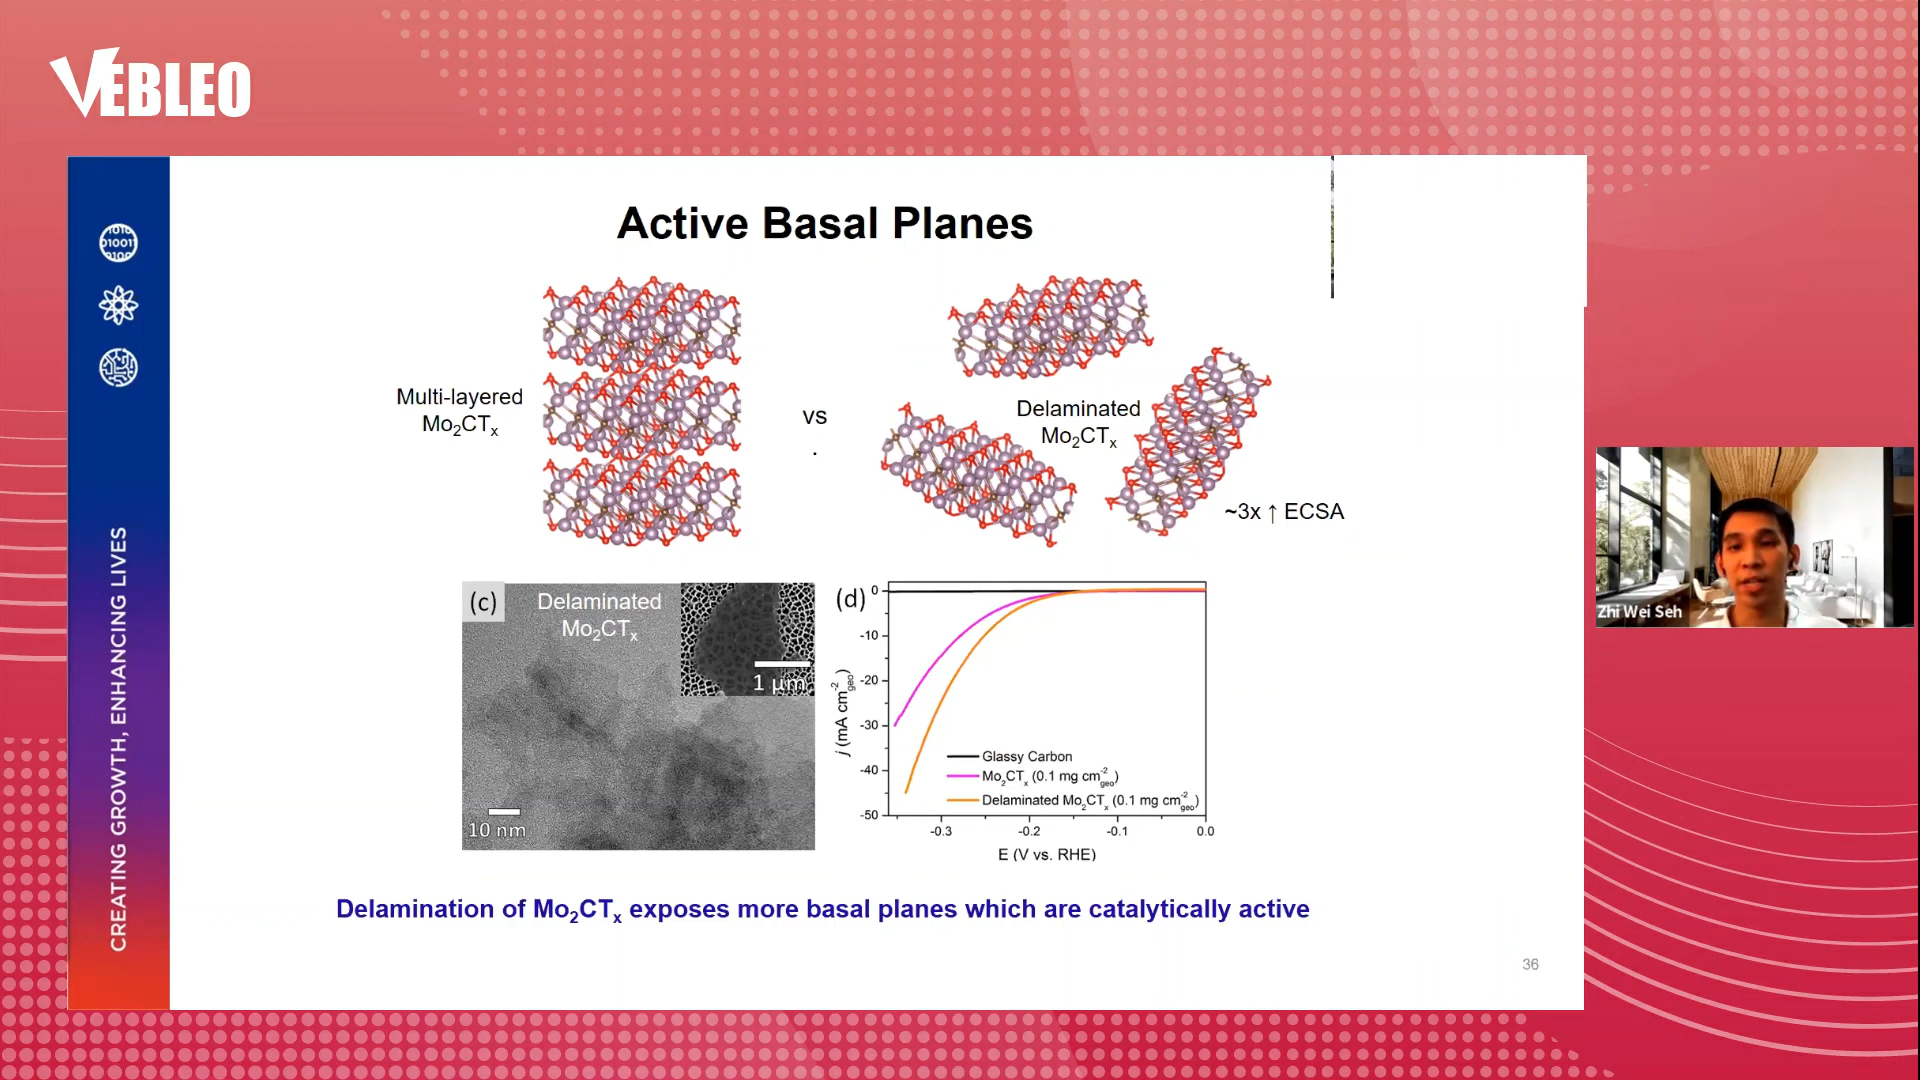 VEBLEO
1010
010011
0100
CREATING GROWTH, ENHANCING LIVES
Active Basal Planes
Multi-layered
Mo₂CTₓ
vs
.
Delaminated
Mo₂CTₓ
~3x ↑ ECSA
(c)
Delaminated
Mo₂CTₓ
1 μm
10 nm
(d)
0
-10
-20
-30
-40
-50
j (mA cm⁻²geo)
Glassy Carbon
Mo₂CTₓ (0.1 mg cm⁻²geo)
Delaminated Mo₂CTₓ (0.1 mg cm⁻²geo)
-0.3 -0.2 -0.1 0.0
E (V vs. RHE)
Delamination of Mo₂CTₓ exposes more basal planes which are catalytically active
36
Zhi Wei Seh